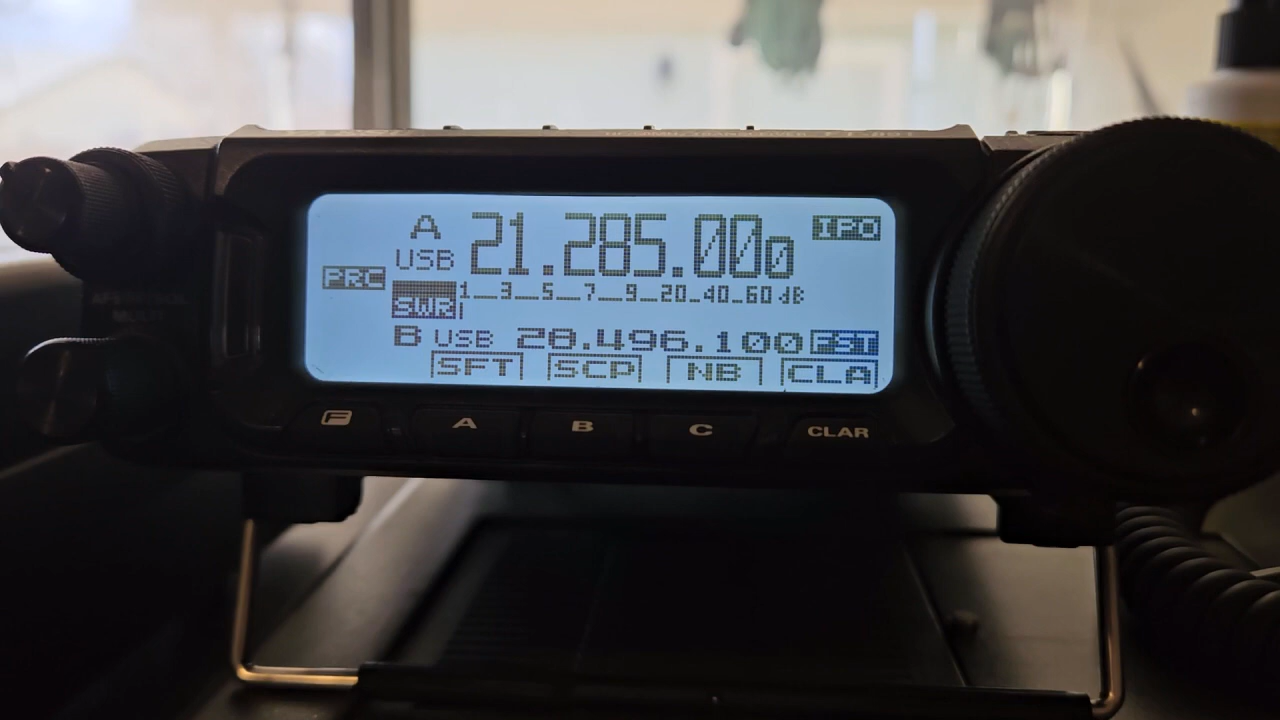 A 21.285.000 IPO
USB
PRC
SWR 1 3 5 7 9 20 40 60 dB
B USB 28.496.100 FST
SFT SCP NB CLA
F A B C CLAR